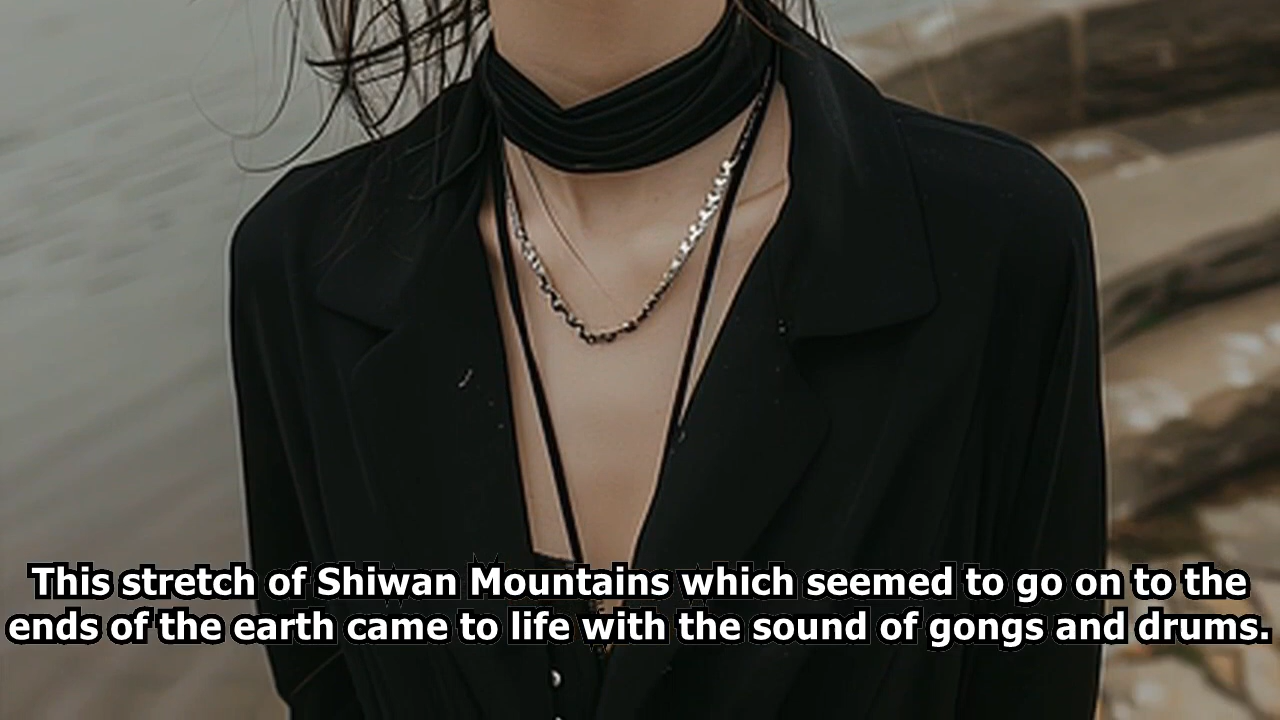 This stretch of Shiwan Mountains which seemed to go on to the
ends of the earth came to life with the sound of gongs and drums.